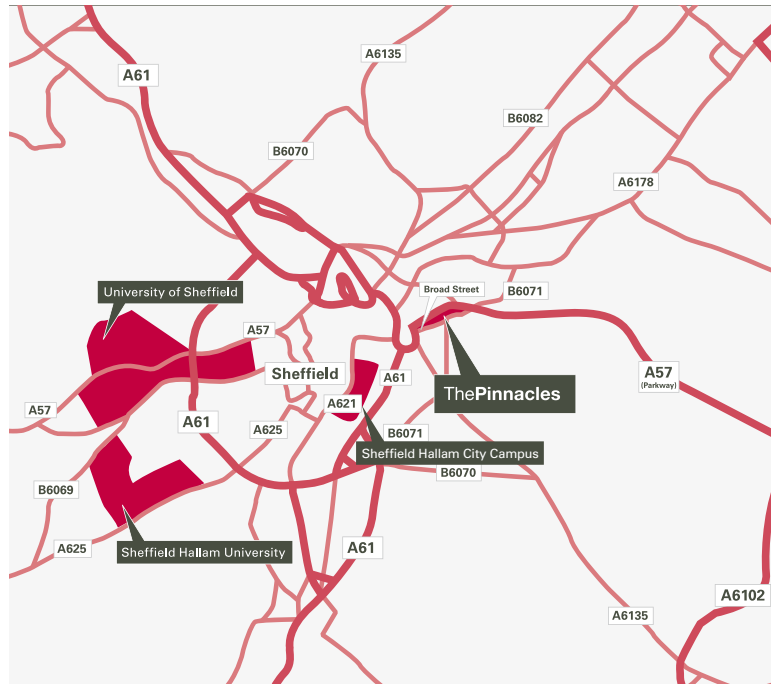 A6135
A61
B6082
B6070
A6178
University of Sheffield
Broad Street
B6071
A57
Sheffield
A57
(Parkway)
ThePinnacles
A61
A621
A57
A61
A625
B6071
Sheffield Hallam City Campus
B6070
B6069
A625
Sheffield Hallam University
A61
A6102
A6135